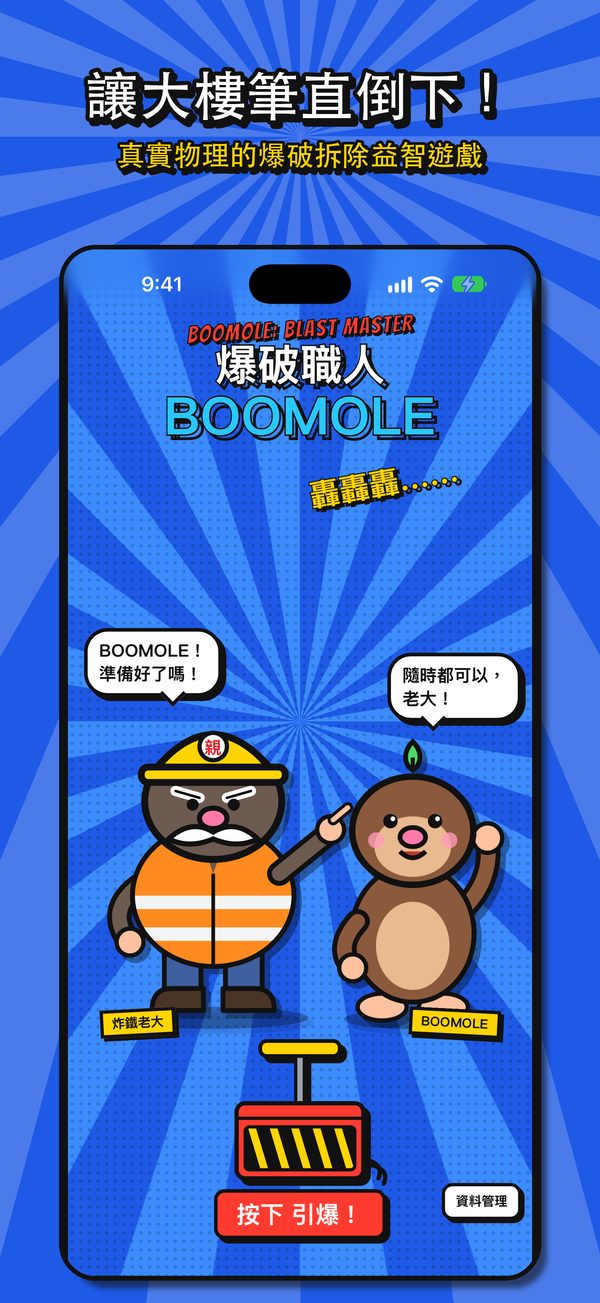 讓大樓筆直倒下！
真實物理的爆破拆除益智遊戲
9:41
BOOMOLE: BLAST MASTER
爆破職人
BOOMOLE
轟轟轟……
BOOMOLE！
準備好了嗎！
隨時都可以，
老大！
親
炸鐵老大
BOOMOLE
按下 引爆！
資料管理